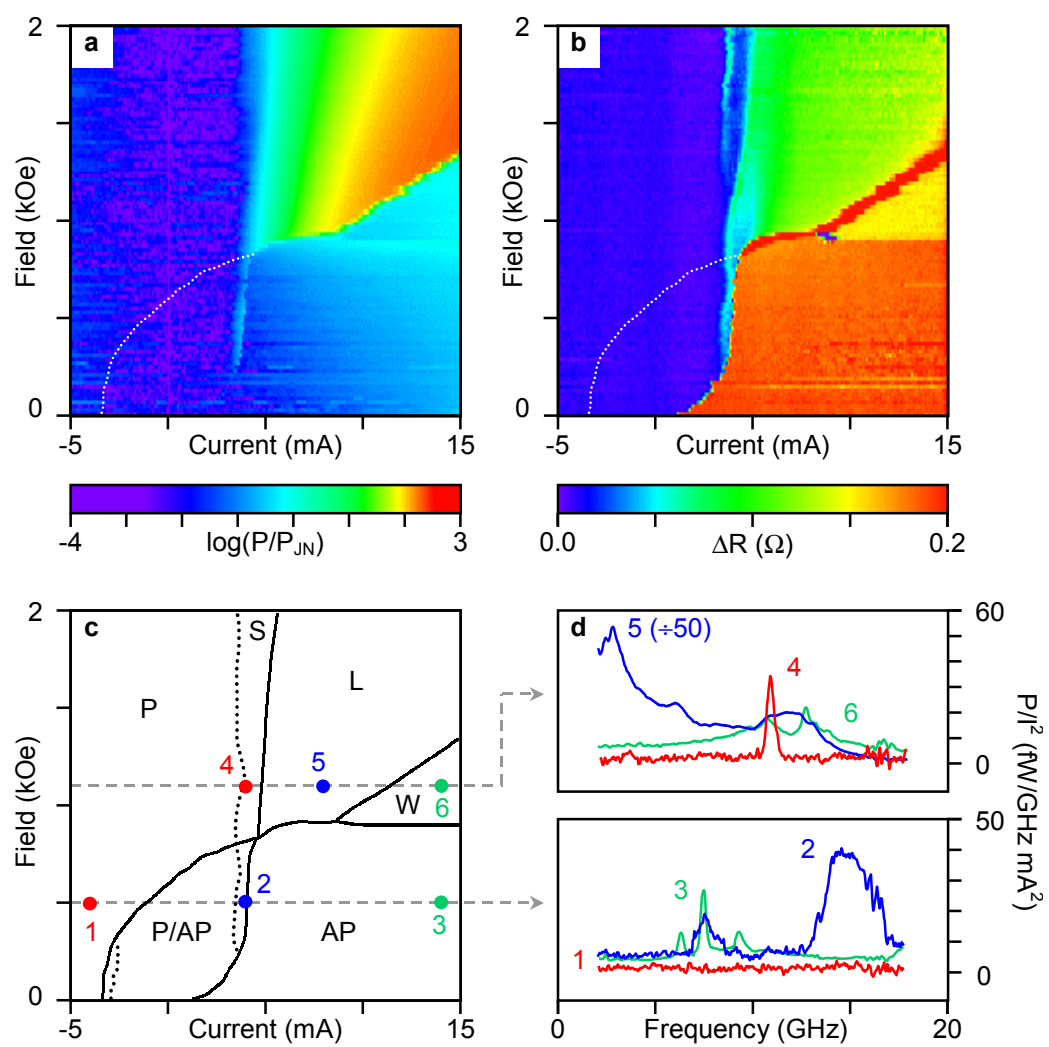 a
b
2
0
Field (kOe)
-5
Current (mA)
15
2
0
Field (kOe)
-5
Current (mA)
15
-4
log(P/P_JN)
3
0.0
ΔR (Ω)
0.2
c
2
0
Field (kOe)
P
S
L
4
5
6
W
1
2
3
P/AP
AP
-5
Current (mA)
15
d
5 (÷50)
4
6
60
0
P/I² (fW/GHz mA²)
50
0
1
2
3
0
Frequency (GHz)
20